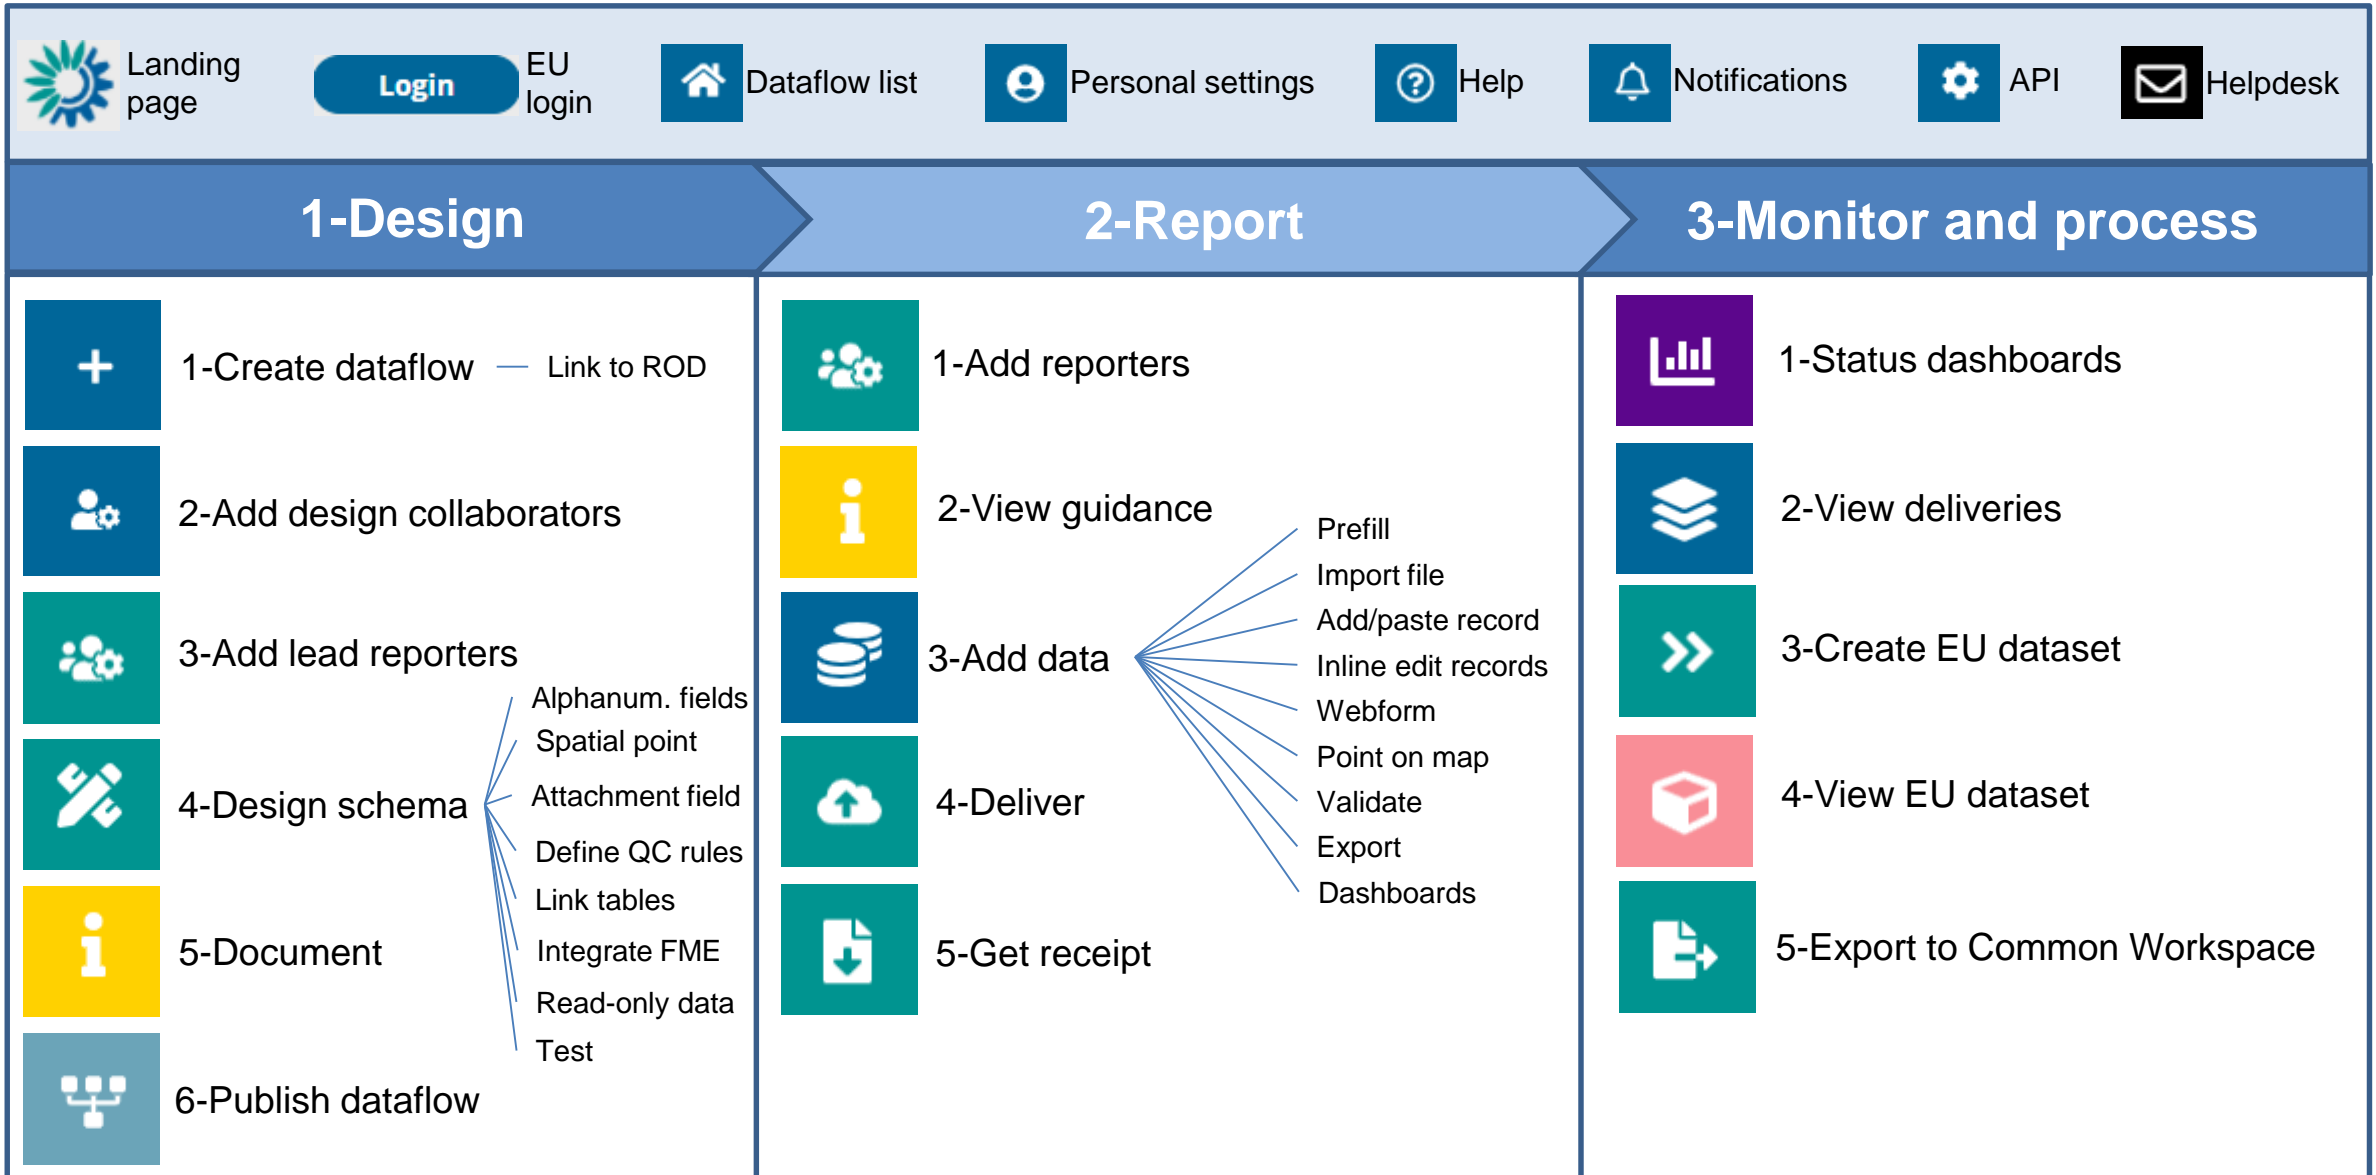 Landing
page
Login
EU
login
Dataflow list
Personal settings
Help
Notifications
API
Helpdesk
1-Design
2-Report
3-Monitor and process
1-Create dataflow
Link to ROD
2-Add design collaborators
3-Add lead reporters
4-Design schema
Alphanum. fields
Spatial point
Attachment field
Define QC rules
Link tables
Integrate FME
Read-only data
Test
5-Document
6-Publish dataflow
1-Add reporters
2-View guidance
3-Add data
Prefill
Import file
Add/paste record
Inline edit records
Webform
Point on map
Validate
Export
Dashboards
4-Deliver
5-Get receipt
1-Status dashboards
2-View deliveries
3-Create EU dataset
4-View EU dataset
5-Export to Common Workspace